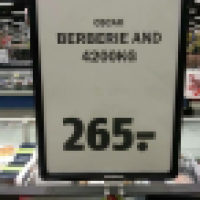 OSCAR
BERBERIE AND
4200KG
265.-